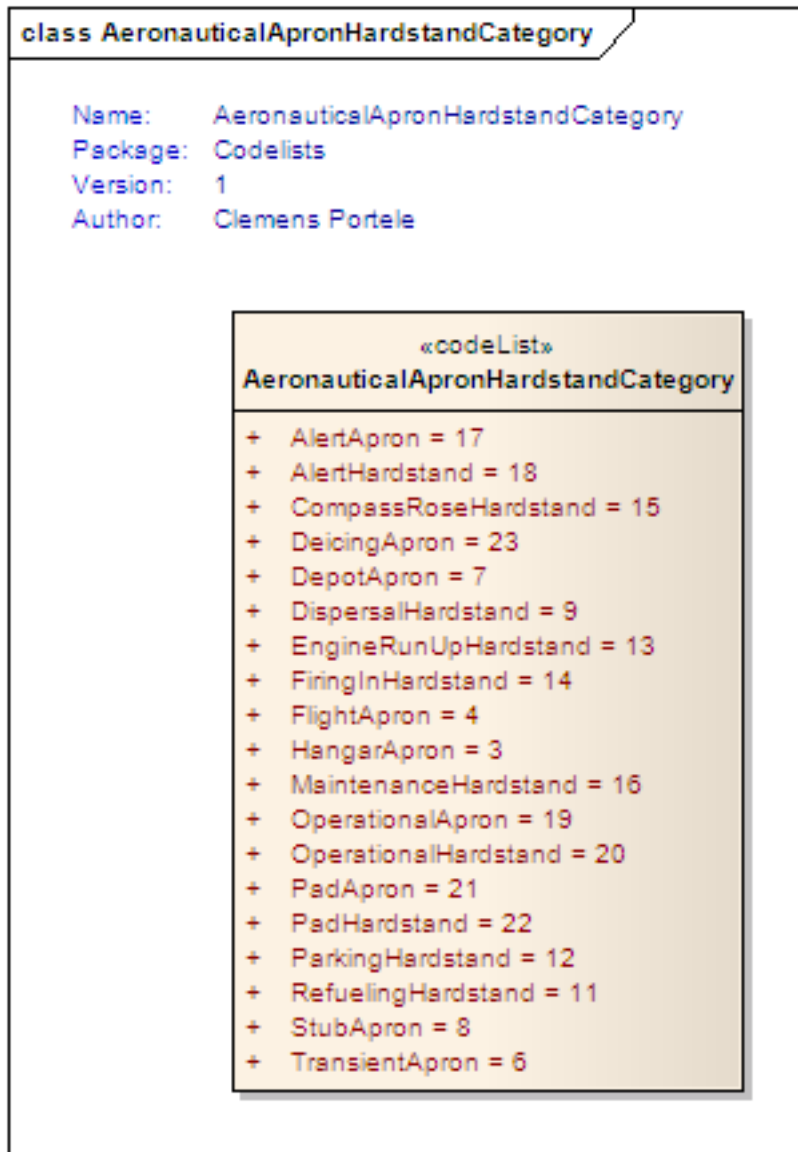 class AeronauticalApronHardstandCategory
Name: AeronauticalApronHardstandCategory
Package: Codelists
Version: 1
Author: Clemens Portele
«codeList»
AeronauticalApronHardstandCategory
+ AlertApron = 17
+ AlertHardstand = 18
+ CompassRoseHardstand = 15
+ DeicingApron = 23
+ DepotApron = 7
+ DispersalHardstand = 9
+ EngineRunUpHardstand = 13
+ FiringInHardstand = 14
+ FlightApron = 4
+ HangarApron = 3
+ MaintenanceHardstand = 16
+ OperationalApron = 19
+ OperationalHardstand = 20
+ PadApron = 21
+ PadHardstand = 22
+ ParkingHardstand = 12
+ RefuelingHardstand = 11
+ StubApron = 8
+ TransientApron = 6